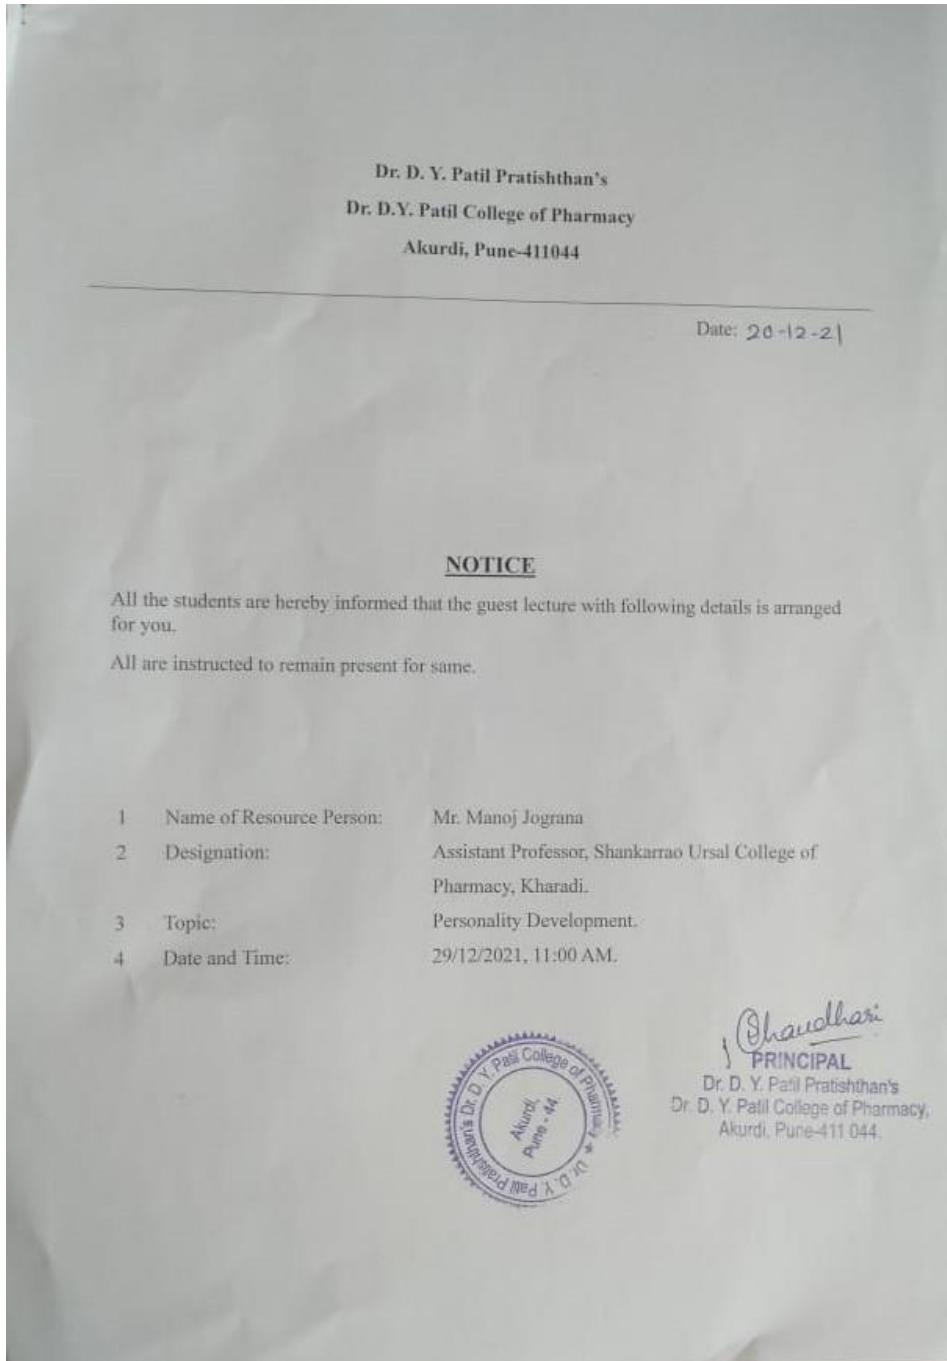 Dr. D. Y. Patil Pratishthan's
Dr. D.Y. Patil College of Pharmacy
Akurdi, Pune-411044
Date: 20-12-21
NOTICE
All the students are hereby informed that the guest lecture with following details is arranged
for you.
All are instructed to remain present for same.
1 Name of Resource Person: Mr. Manoj Jograna
2 Designation: Assistant Professor, Shankarrao Ursal College of
Pharmacy, Kharadi.
3 Topic: Personality Development.
4 Date and Time: 29/12/2021, 11:00 AM.
Chaudhari
PRINCIPAL
Dr. D. Y. Patil Pratishthan's
Dr. D. Y. Patil College of Pharmacy,
Akurdi, Pune-411 044.
Dr. D. Y. Patil Pratishthan's Dr. D. Y. Patil College of Pharmacy
Akurdi,
Pune - 44